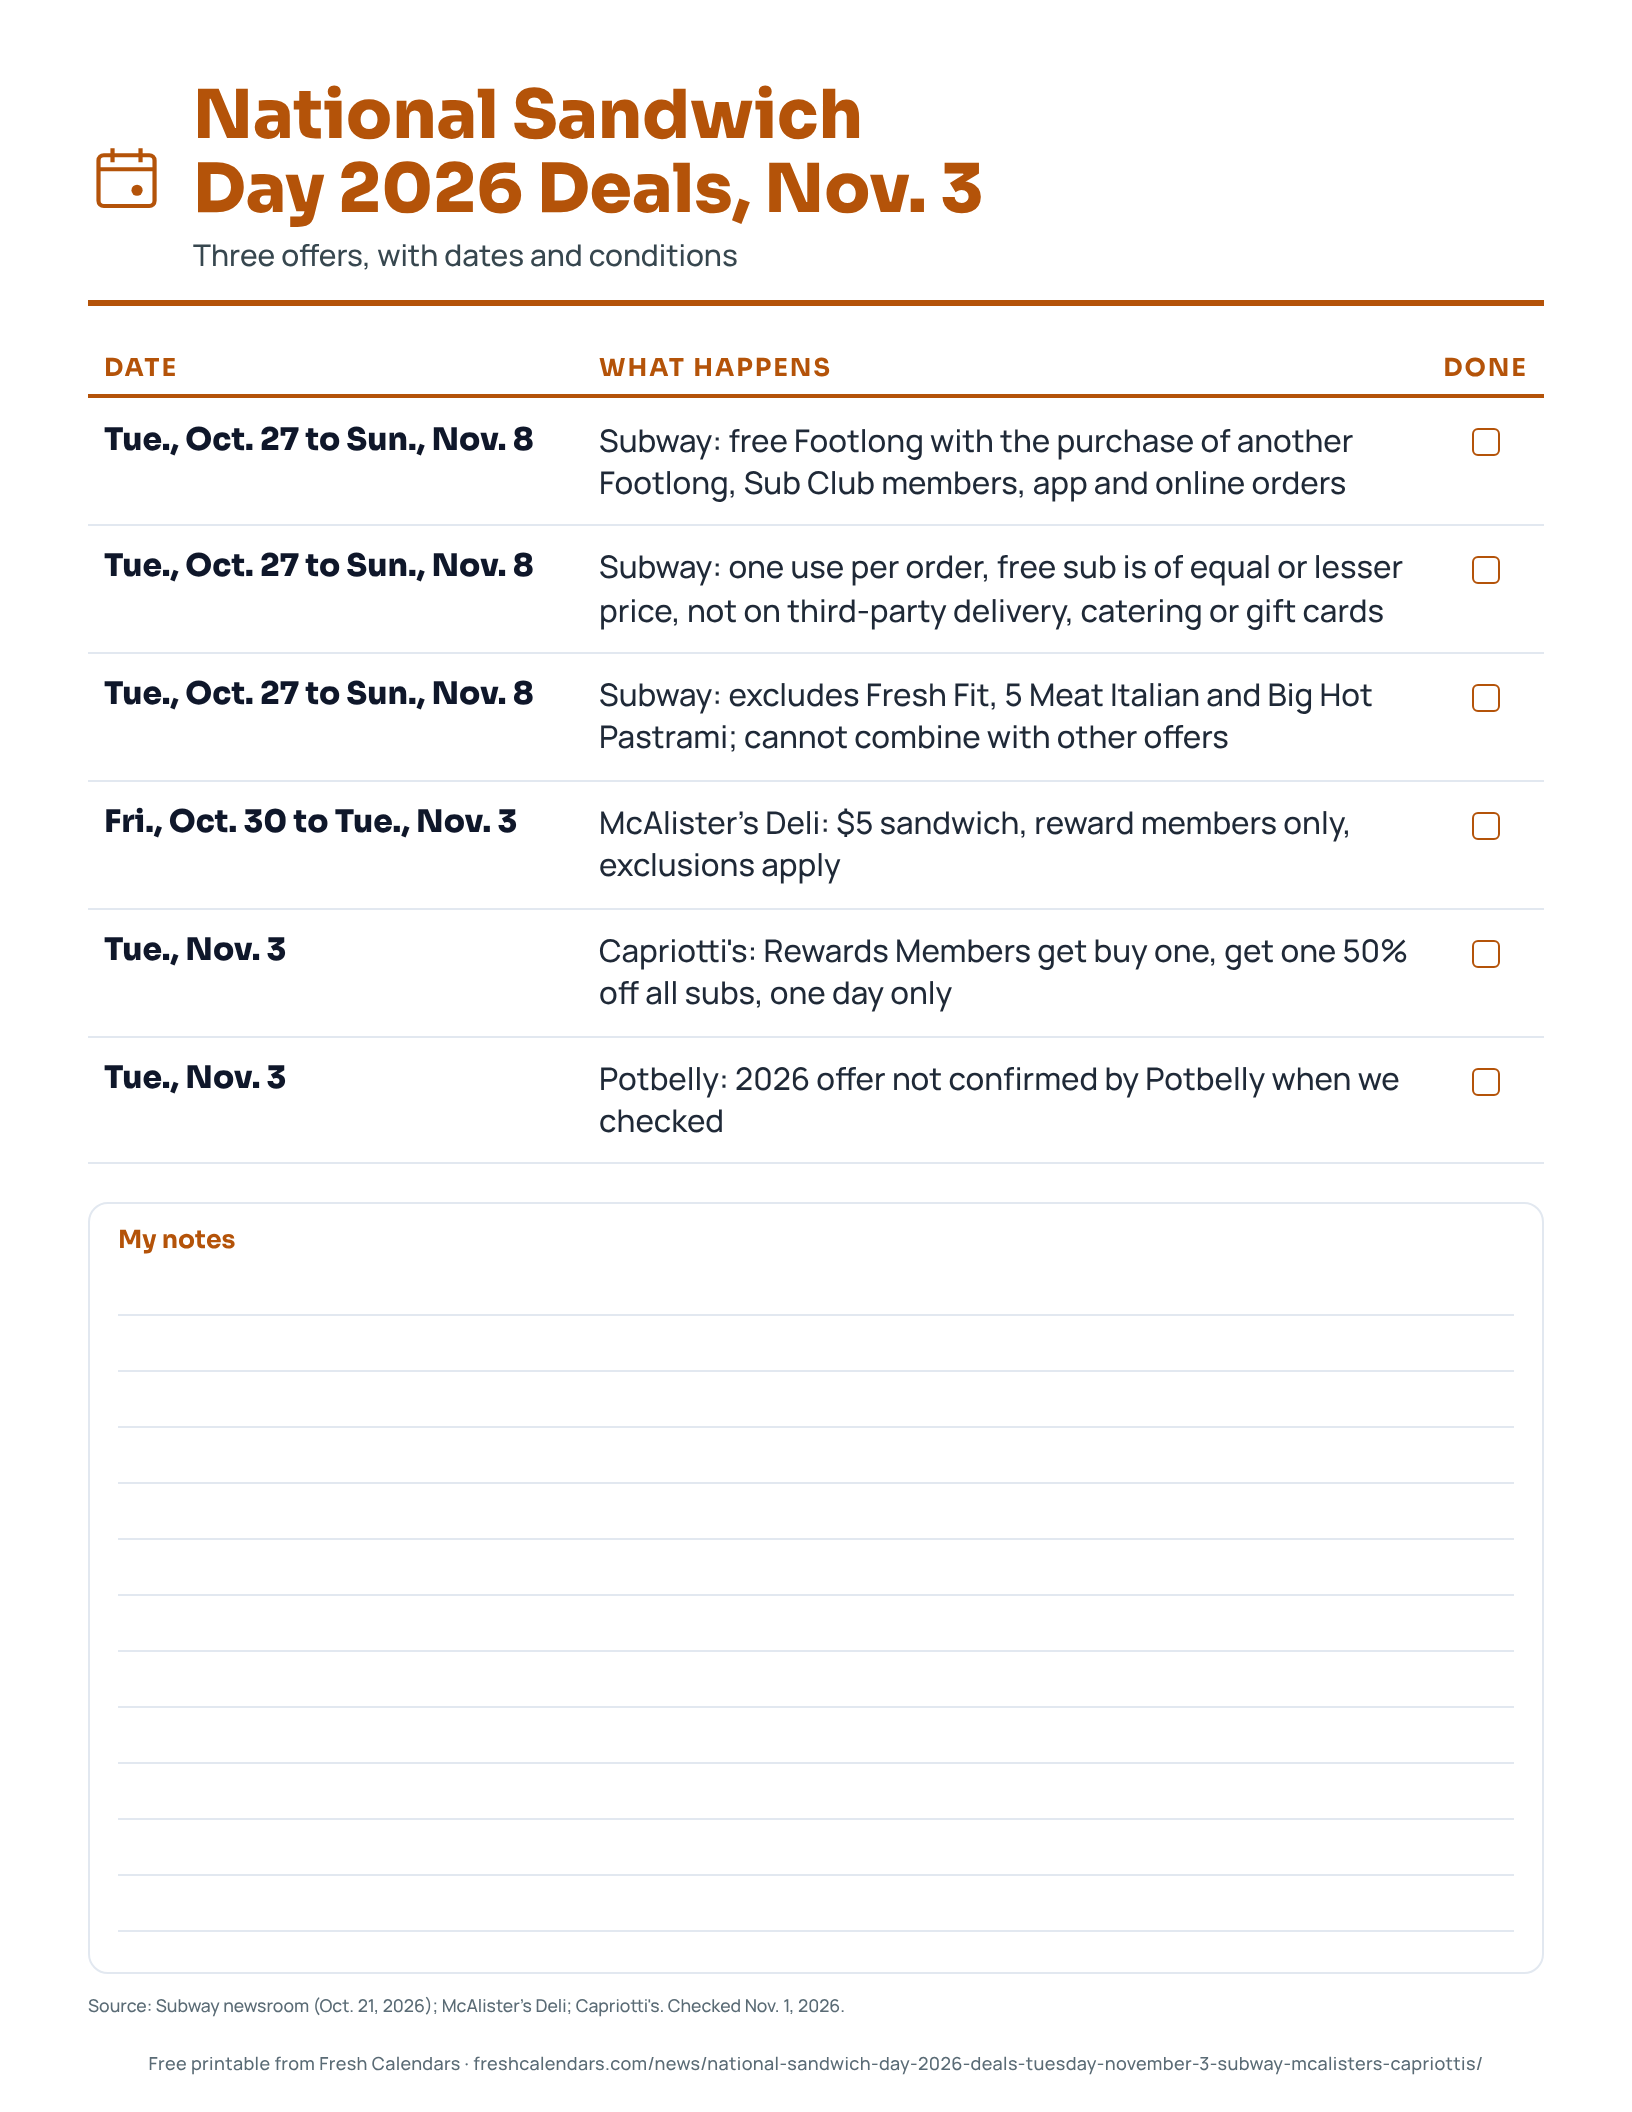 National Sandwich
Day 2026 Deals, Nov. 3
Three offers, with dates and conditions
DATE WHAT HAPPENS DONE
Tue., Oct. 27 to Sun., Nov. 8 Subway: free Footlong with the purchase of another
Footlong, Sub Club members, app and online orders
Tue., Oct. 27 to Sun., Nov. 8 Subway: one use per order, free sub is of equal or lesser
price, not on third-party delivery, catering or gift cards
Tue., Oct. 27 to Sun., Nov. 8 Subway: excludes Fresh Fit, 5 Meat Italian and Big Hot
Pastrami; cannot combine with other offers
Fri., Oct. 30 to Tue., Nov. 3 McAlister’s Deli: $5 sandwich, reward members only,
exclusions apply
Tue., Nov. 3 Capriotti's: Rewards Members get buy one, get one 50%
off all subs, one day only
Tue., Nov. 3 Potbelly: 2026 offer not confirmed by Potbelly when we
checked
My notes
Source: Subway newsroom (Oct. 21, 2026); McAlister’s Deli; Capriotti's. Checked Nov. 1, 2026.
Free printable from Fresh Calendars · freshcalendars.com/news/national-sandwich-day-2026-deals-tuesday-november-3-subway-mcalisters-capriottis/